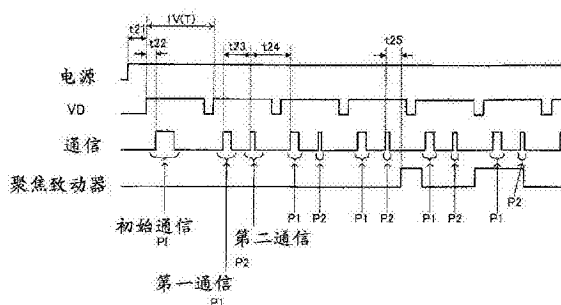 1V(T)
t21
t22
t23
t24
t25
电源
VD
通信
聚焦致动器
P1 P2 P1 P2 P1 P2 P1 P2
初始通信
PI
第二通信
P2
第一通信
P1